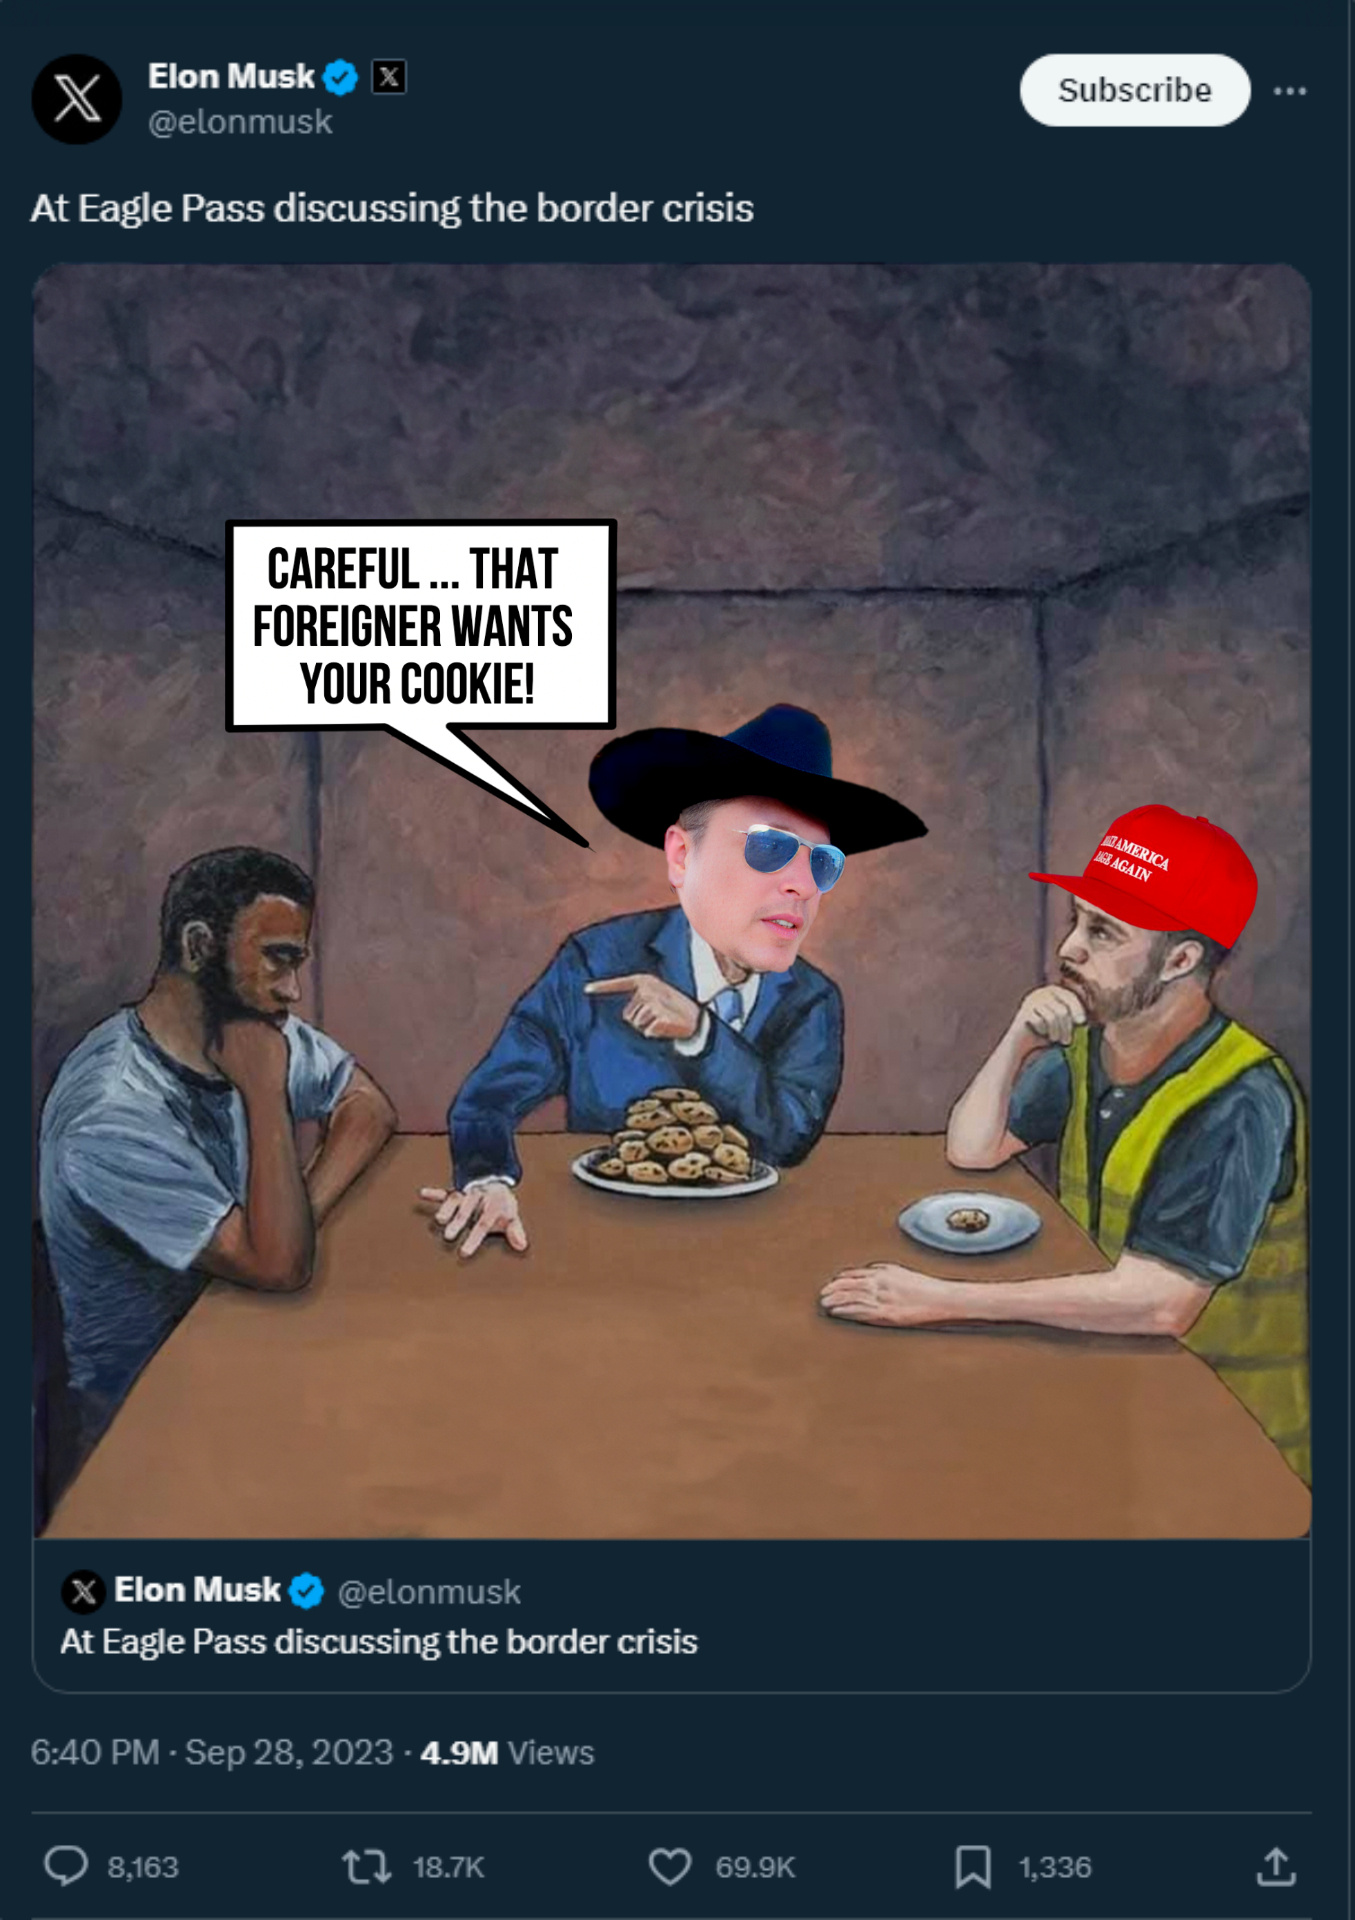 Elon Musk
@elonmusk
Subscribe
At Eagle Pass discussing the border crisis
CAREFUL ... THAT
FOREIGNER WANTS
YOUR COOKIE!
AMERICA
AGAIN
Elon Musk @elonmusk
At Eagle Pass discussing the border crisis
6:40 PM · Sep 28, 2023 · 4.9M Views
8,163 18.7K 69.9K 1,336